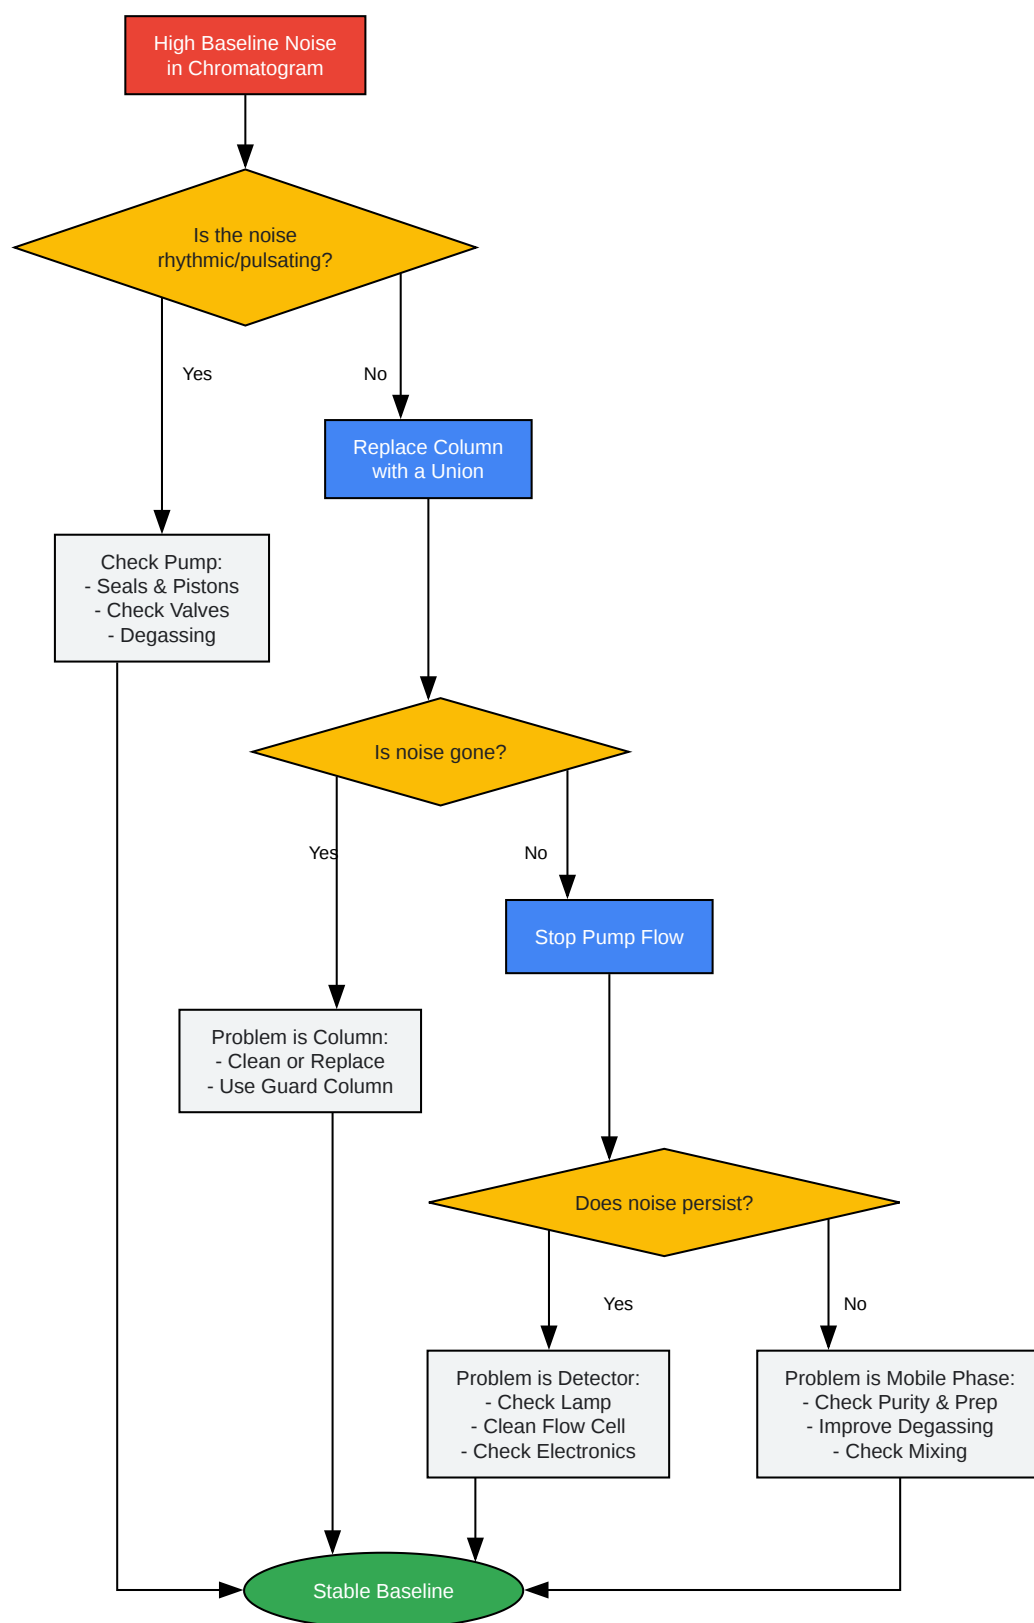 High Baseline Noise
in Chromatogram
Is the noise
rhythmic/pulsating?
Yes
No
Replace Column
with a Union
Check Pump:
- Seals & Pistons
- Check Valves
- Degassing
Is noise gone?
Yes
No
Stop Pump Flow
Problem is Column:
- Clean or Replace
- Use Guard Column
Does noise persist?
Yes
No
Problem is Detector:
- Check Lamp
- Clean Flow Cell
- Check Electronics
Problem is Mobile Phase:
- Check Purity & Prep
- Improve Degassing
- Check Mixing
Stable Baseline